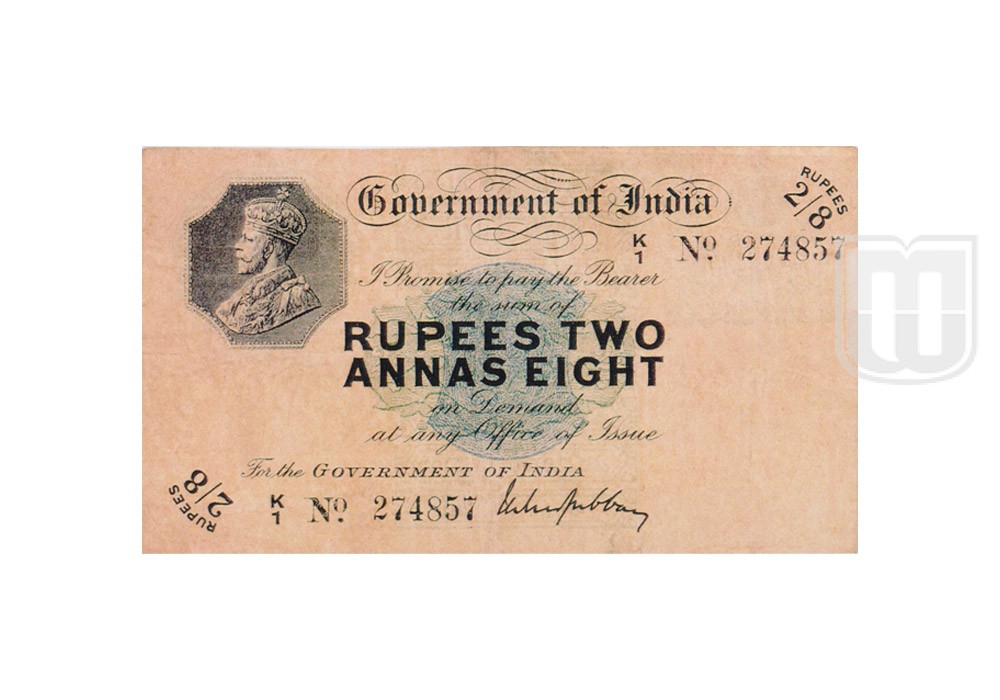 Government of India
RUPEES
2/8
K
1 Nº 274857
I Promise to pay the Bearer
the sum of
RUPEES TWO
ANNAS EIGHT
on Demand
at any Office of Issue
For the GOVERNMENT OF INDIA
RUPEES
2/8
K
1 Nº 274857